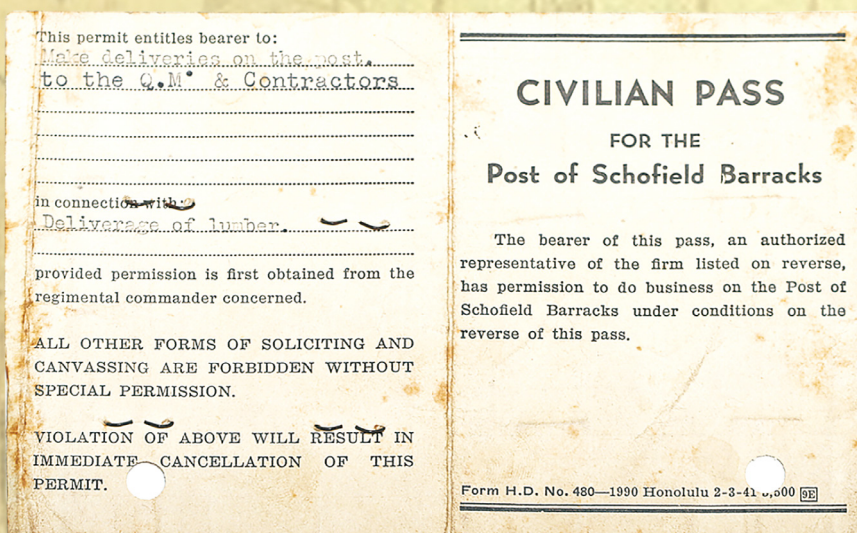 This permit entitles bearer to:
Make deliveries on the post.
to the Q.M. & Contractors
in connection with:
Deliverage of lumber.
provided permission is first obtained from the
regimental commander concerned.
ALL OTHER FORMS OF SOLICITING AND
CANVASSING ARE FORBIDDEN WITHOUT
SPECIAL PERMISSION.
VIOLATION OF ABOVE WILL RESULT IN
IMMEDIATE CANCELLATION OF THIS
PERMIT.
CIVILIAN PASS
FOR THE
Post of Schofield Barracks
The bearer of this pass, an authorized
representative of the firm listed on reverse,
has permission to do business on the Post of
Schofield Barracks under conditions on the
reverse of this pass.
Form H.D. No. 480—1990 Honolulu 2-3-41 9E